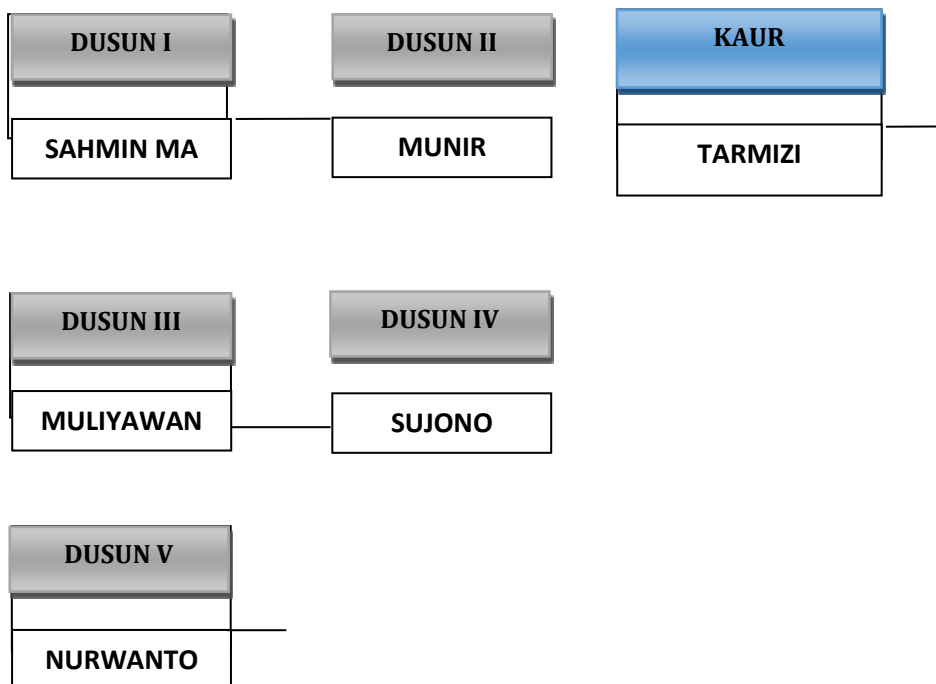 DUSUN I
SAHMIN MA
DUSUN II
MUNIR
KAUR
TARMIZI
DUSUN III
MULIYAWAN
DUSUN IV
SUJONO
DUSUN V
NURWANTO